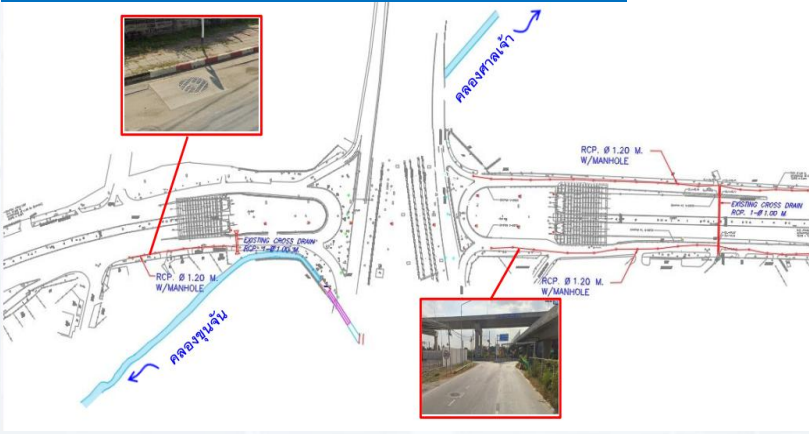 คลองศาลเจ้า
RCP. Ø 1.20 M.
W/MANHOLE
EXISTING CROSS DRAIN
RCP. 1-Ø 1.00 M
EXISTING CROSS DRAIN
RCP. 1-Ø 1.00 M
RCP. Ø 1.20 M.
W/MANHOLE
RCP. Ø 1.20 M.
W/MANHOLE
คลองขุนจัน